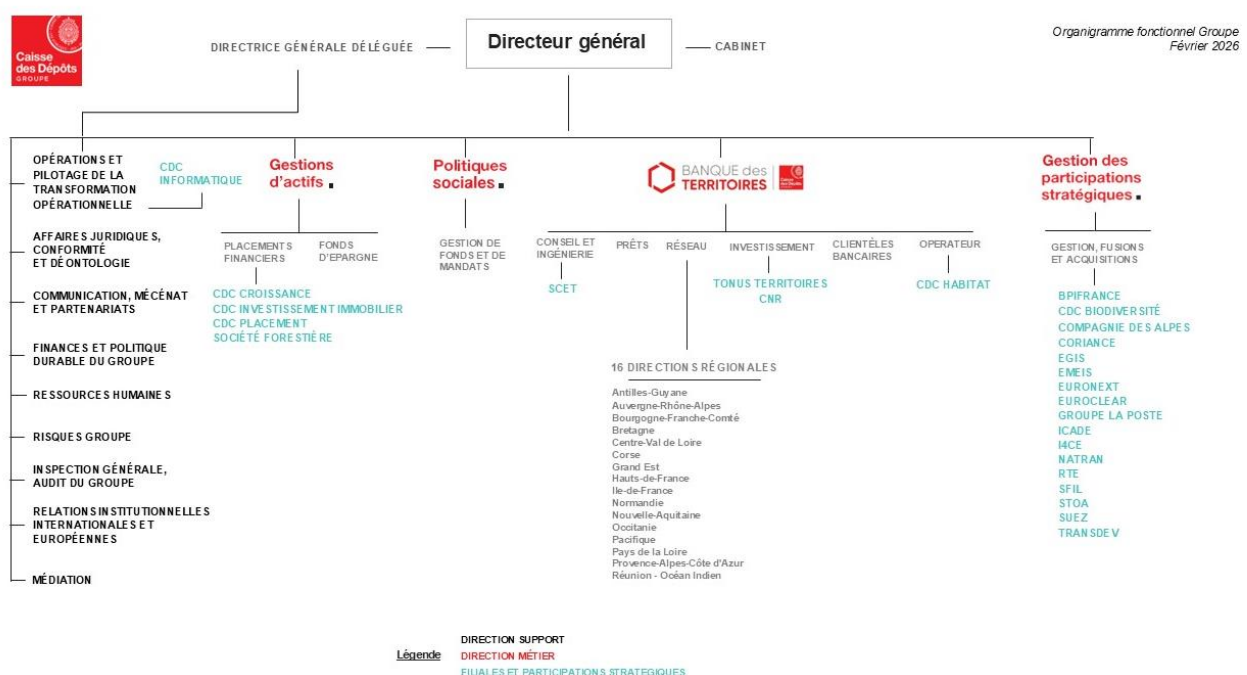 Caisse
des Dépôts
GROUPE
DIRECTRICE GÉNÉRALE DÉLÉGUÉE
Directeur général
CABINET
Organigramme fonctionnel Groupe
Février 2026
OPÉRATIONS ET
PILOTAGE DE LA
TRANSFORMATION
OPÉRATIONNELLE
CDC
INFORMATIQUE
AFFAIRES JURIDIQUES,
CONFORMITÉ
ET DÉONTOLOGIE
COMMUNICATION, MÉCÉNAT
ET PARTENARIATS
FINANCES ET POLITIQUE
DURABLE DU GROUPE
RESSOURCES HUMAINES
RISQUES GROUPE
INSPECTION GÉNÉRALE,
AUDIT DU GROUPE
RELATIONS INSTITUTIONNELLES
INTERNATIONALES ET
EUROPÉENNES
MÉDIATION
Gestions
d'actifs
PLACEMENTS
FINANCIERS
FONDS
D'EPARGNE
CDC CROISSANCE
CDC INVESTISSEMENT IMMOBILIER
CDC PLACEMENT
SOCIÉTÉ FORESTIÈRE
Politiques
sociales
GESTION DE
FONDS ET DE
MANDATS
BANQUE des
TERRITOIRES
CONSEIL ET
INGÉNIERIE
SCET
PRÊTS
RÉSEAU
16 DIRECTIONS RÉGIONALES
Antilles-Guyane
Auvergne-Rhône-Alpes
Bourgogne-Franche-Comté
Bretagne
Centre-Val de Loire
Corse
Grand Est
Hauts-de-France
Ile-de-France
Normandie
Nouvelle-Aquitaine
Occitanie
Pacifique
Pays de la Loire
Provence-Alpes-Côte d'Azur
Réunion - Océan Indien
INVESTISSEMENT
TONUS TERRITOIRES
CNR
CLIENTÈLES
BANCAIRES
OPERATEUR
CDC HABITAT
Gestion des
participations
stratégiques
GESTION, FUSIONS
ET ACQUISITIONS
BPIFRANCE
CDC BIODIVERSITÉ
COMPAGNIE DES ALPES
CORIANCE
EGIS
EMEIS
EURONEXT
EUROCLEAR
GROUPE LA POSTE
ICADE
I4CE
NATRAN
RTE
SFIL
STOA
SUEZ
TRANSDEV
Légende
DIRECTION SUPPORT
DIRECTION MÉTIER
FILIALES ET PARTICIPATIONS STRATEGIQUES